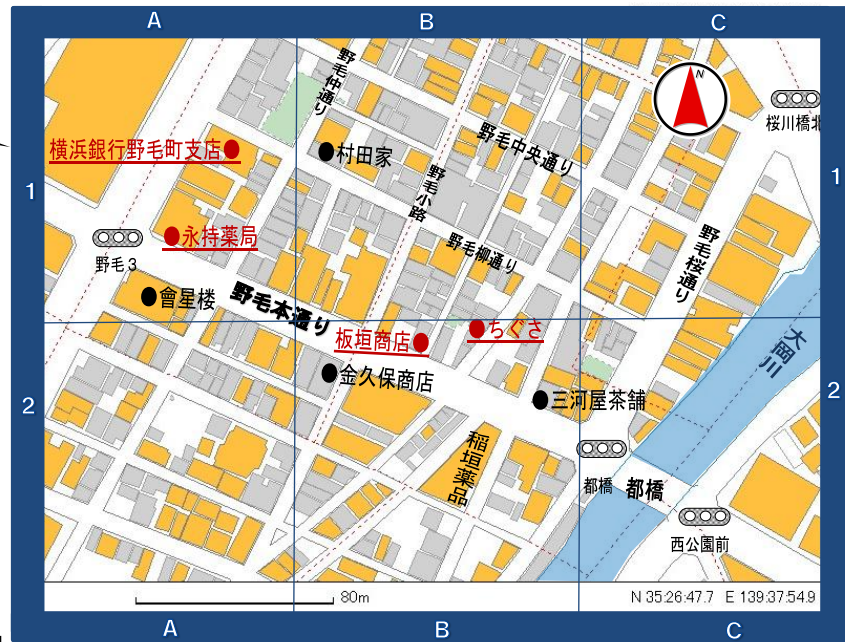 A
B
C
1
1
2
2
N
桜川橋北
野毛仲通り
横浜銀行野毛町支店
村田家
野毛中央通り
野毛小路
野毛桜通り
永持薬局
野毛柳通り
野毛3
會星楼
野毛本通り
板垣商店
ちぐさ
大岡川
金久保商店
三河屋茶舗
稲垣薬品
都橋
都橋
西公園前
80m
N 35:26:47.7 E 139:37:54.9
A
B
C